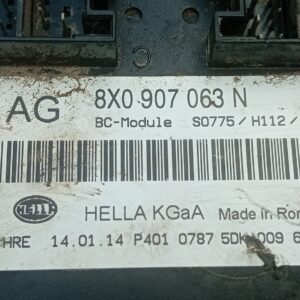 AG 8X0 907 063 N
BC-Module S0775/H112/
HELLA HELLA KGaA Made in Rom
HRE 14.01.14 P401 0787 5DK 009 6